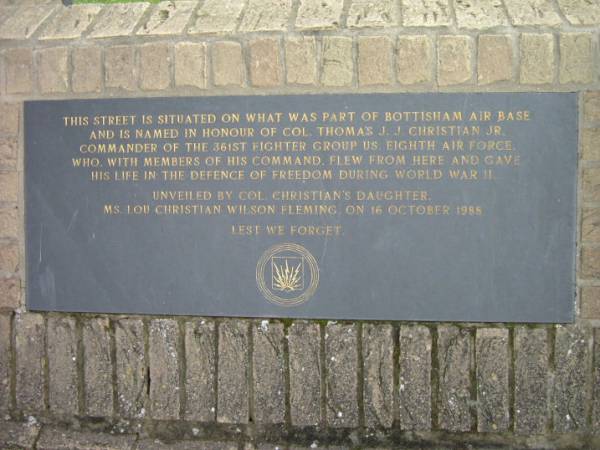 THIS STREET IS SITUATED ON WHAT WAS PART OF BOTTISHAM AIR BASE
AND IS NAMED IN HONOUR OF COL. THOMAS J. J. CHRISTIAN JR.
COMMANDER OF THE 361ST FIGHTER GROUP U.S. EIGHTH AIR FORCE,
WHO, WITH MEMBERS OF HIS COMMAND, FLEW FROM HERE AND GAVE
HIS LIFE IN THE DEFENCE OF FREEDOM DURING WORLD WAR II.
UNVEILED BY COL. CHRISTIAN'S DAUGHTER,
MS. LOU CHRISTIAN WILSON FLEMING, ON 16 OCTOBER 1988
LEST WE FORGET.